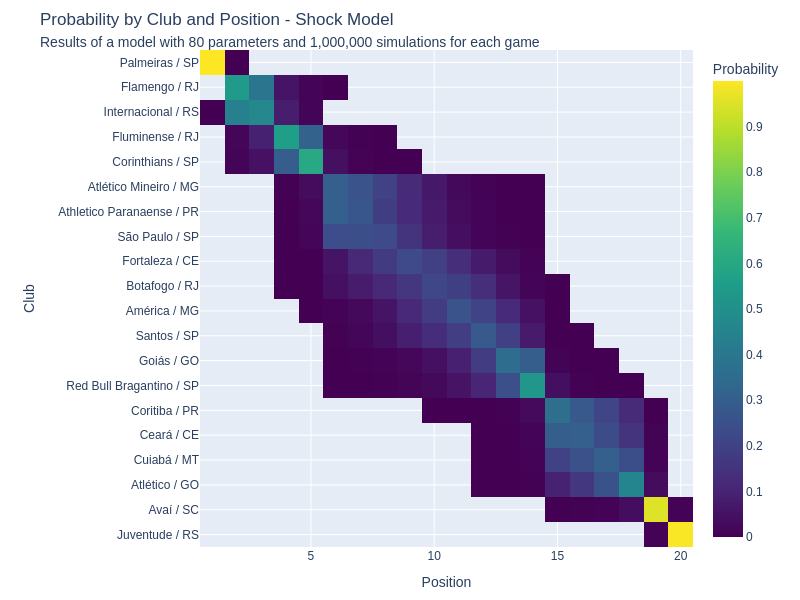 Probability by Club and Position - Shock Model
Results of a model with 80 parameters and 1,000,000 simulations for each game
Probability
Club
Palmeiras / SP
Flamengo / RJ
Internacional / RS
Fluminense / RJ
Corinthians / SP
Atlético Mineiro / MG
Athletico Paranaense / PR
São Paulo / SP
Fortaleza / CE
Botafogo / RJ
América / MG
Santos / SP
Goiás / GO
Red Bull Bragantino / SP
Coritiba / PR
Ceará / CE
Cuiabá / MT
Atlético / GO
Avaí / SC
Juventude / RS
5
10
15
20
Position
0.9
0.8
0.7
0.6
0.5
0.4
0.3
0.2
0.1
0